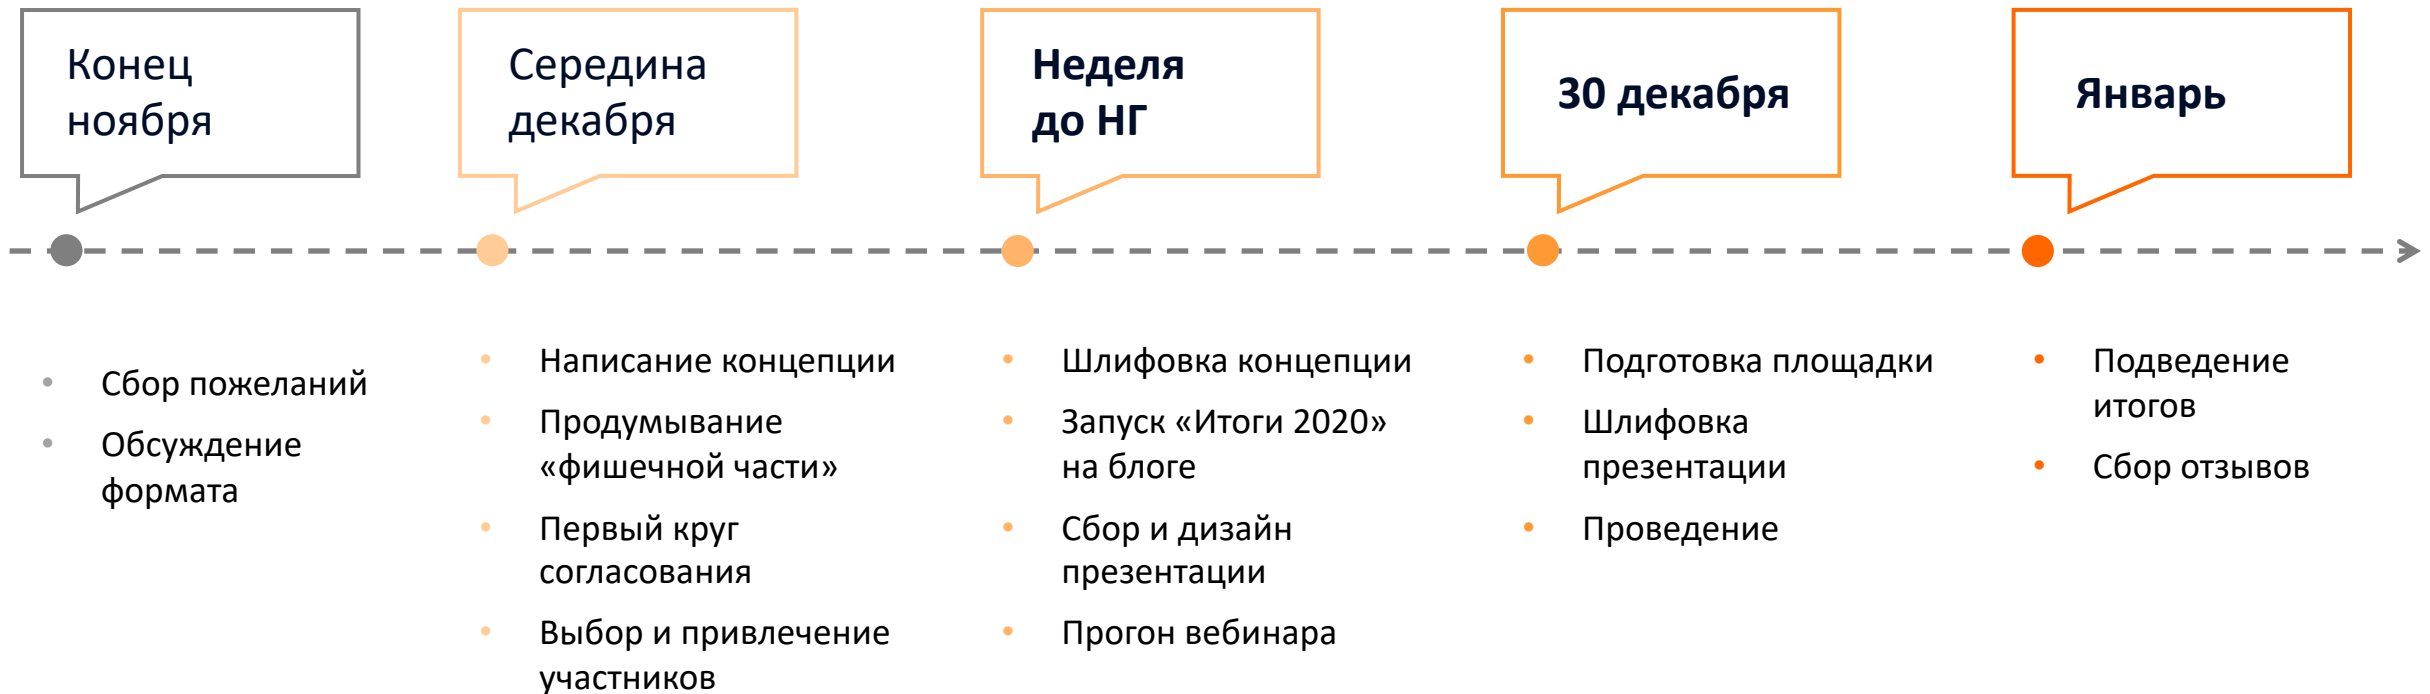 Конец
ноября
Середина
декабря
Неделя
до НГ
30 декабря
Январь
• Сбор пожеланий
• Обсуждение
формата
• Написание концепции
• Продумывание
«фишечной части»
• Первый круг
согласования
• Выбор и привлечение
участников
• Шлифовка концепции
• Запуск «Итоги 2020»
на блоге
• Сбор и дизайн
презентации
• Прогон вебинара
• Подготовка площадки
• Шлифовка
презентации
• Проведение
• Подведение
итогов
• Сбор отзывов